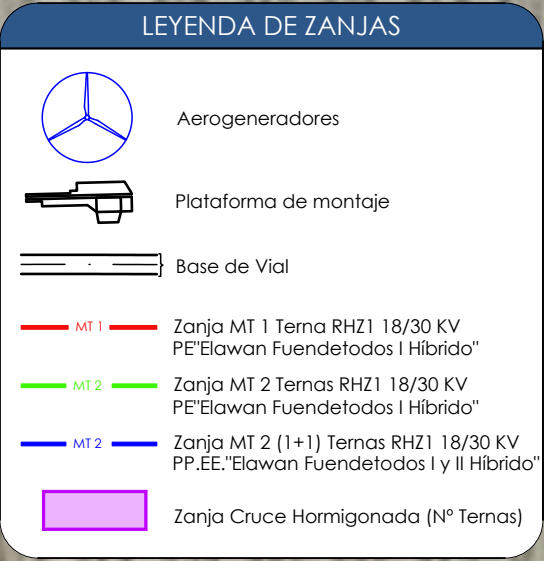 LEYENDA DE ZANJAS
Aerogeneradores
Plataforma de montaje
Base de Vial
MT 1
Zanja MT 1 Terna RHZ1 18/30 KV
PE"Elawan Fuendetodos I Híbrido"
MT 2
Zanja MT 2 Ternas RHZ1 18/30 KV
PE"Elawan Fuendetodos I Híbrido"
MT 2
Zanja MT 2 (1+1) Ternas RHZ1 18/30 KV
PP.EE."Elawan Fuendetodos I y II Híbrido"
Zanja Cruce Hormigonada (Nº Ternas)